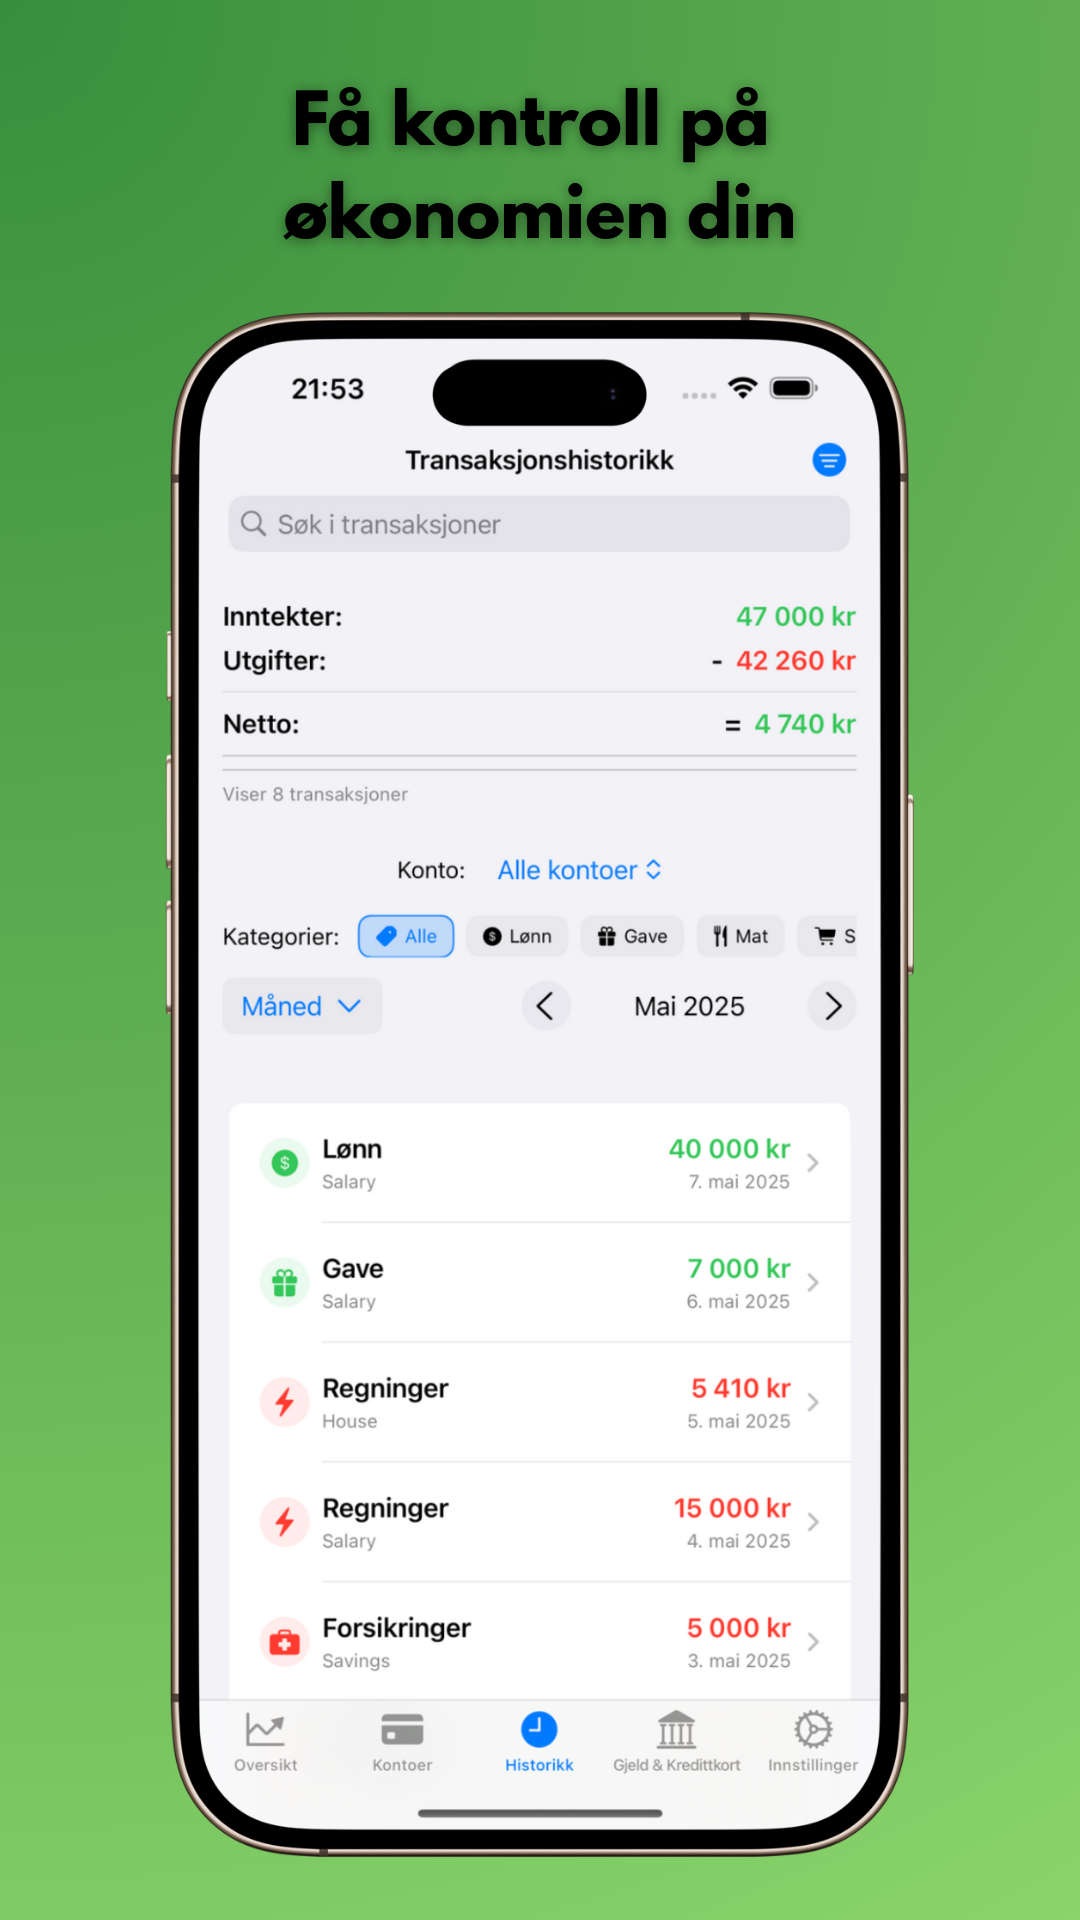 Få kontroll på
økonomien din
21:53
Transaksjonshistorikk
Søk i transaksjoner
Inntekter: 47 000 kr
Utgifter: - 42 260 kr
Netto: = 4 740 kr
Viser 8 transaksjoner
Konto: Alle kontoer
Kategorier: Alle Lønn Gave Mat S
Måned Mai 2025
Lønn 40 000 kr
Salary 7. mai 2025
Gave 7 000 kr
Salary 6. mai 2025
Regninger 5 410 kr
House 5. mai 2025
Regninger 15 000 kr
Salary 4. mai 2025
Forsikringer 5 000 kr
Savings 3. mai 2025
Oversikt Kontoer Historikk Gjeld & Kredittkort Innstillinger